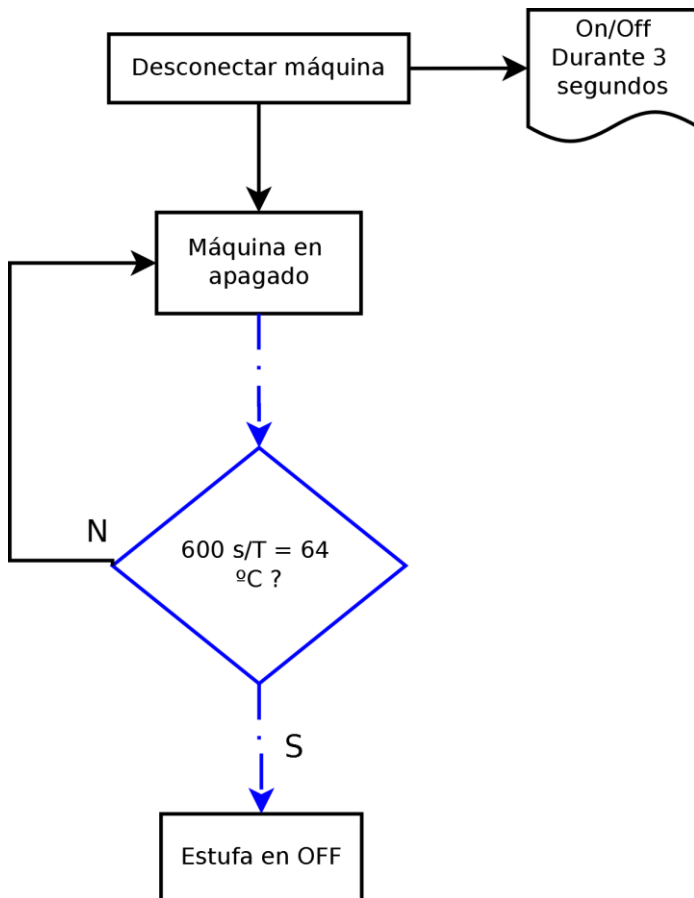 Desconectar máquina
On/Off
Durante 3
segundos
Máquina en
apagado
N
600 s/T = 64
ºC ?
S
Estufa en OFF